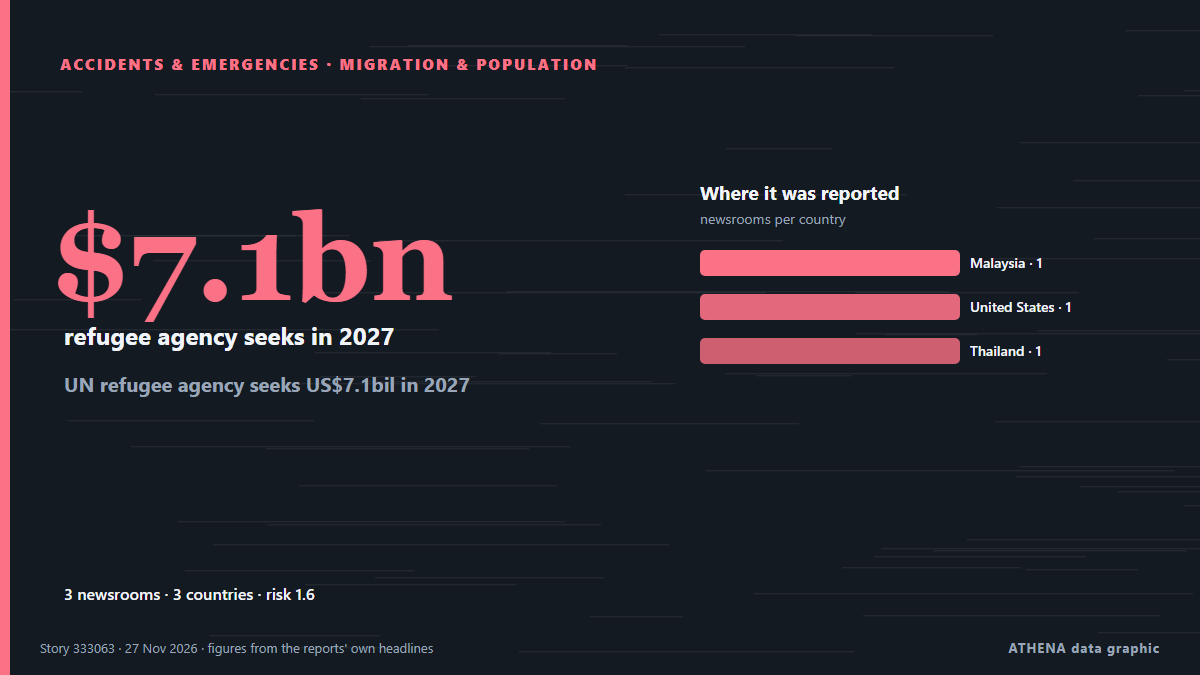 ACCIDENTS & EMERGENCIES · MIGRATION & POPULATION
$7.1bn
refugee agency seeks in 2027
UN refugee agency seeks US$7.1bil in 2027
Where it was reported
newsrooms per country
Malaysia · 1
United States · 1
Thailand · 1
3 newsrooms · 3 countries · risk 1.6
Story 333063 · 27 Nov 2026 · figures from the reports' own headlines
ATHENA data graphic